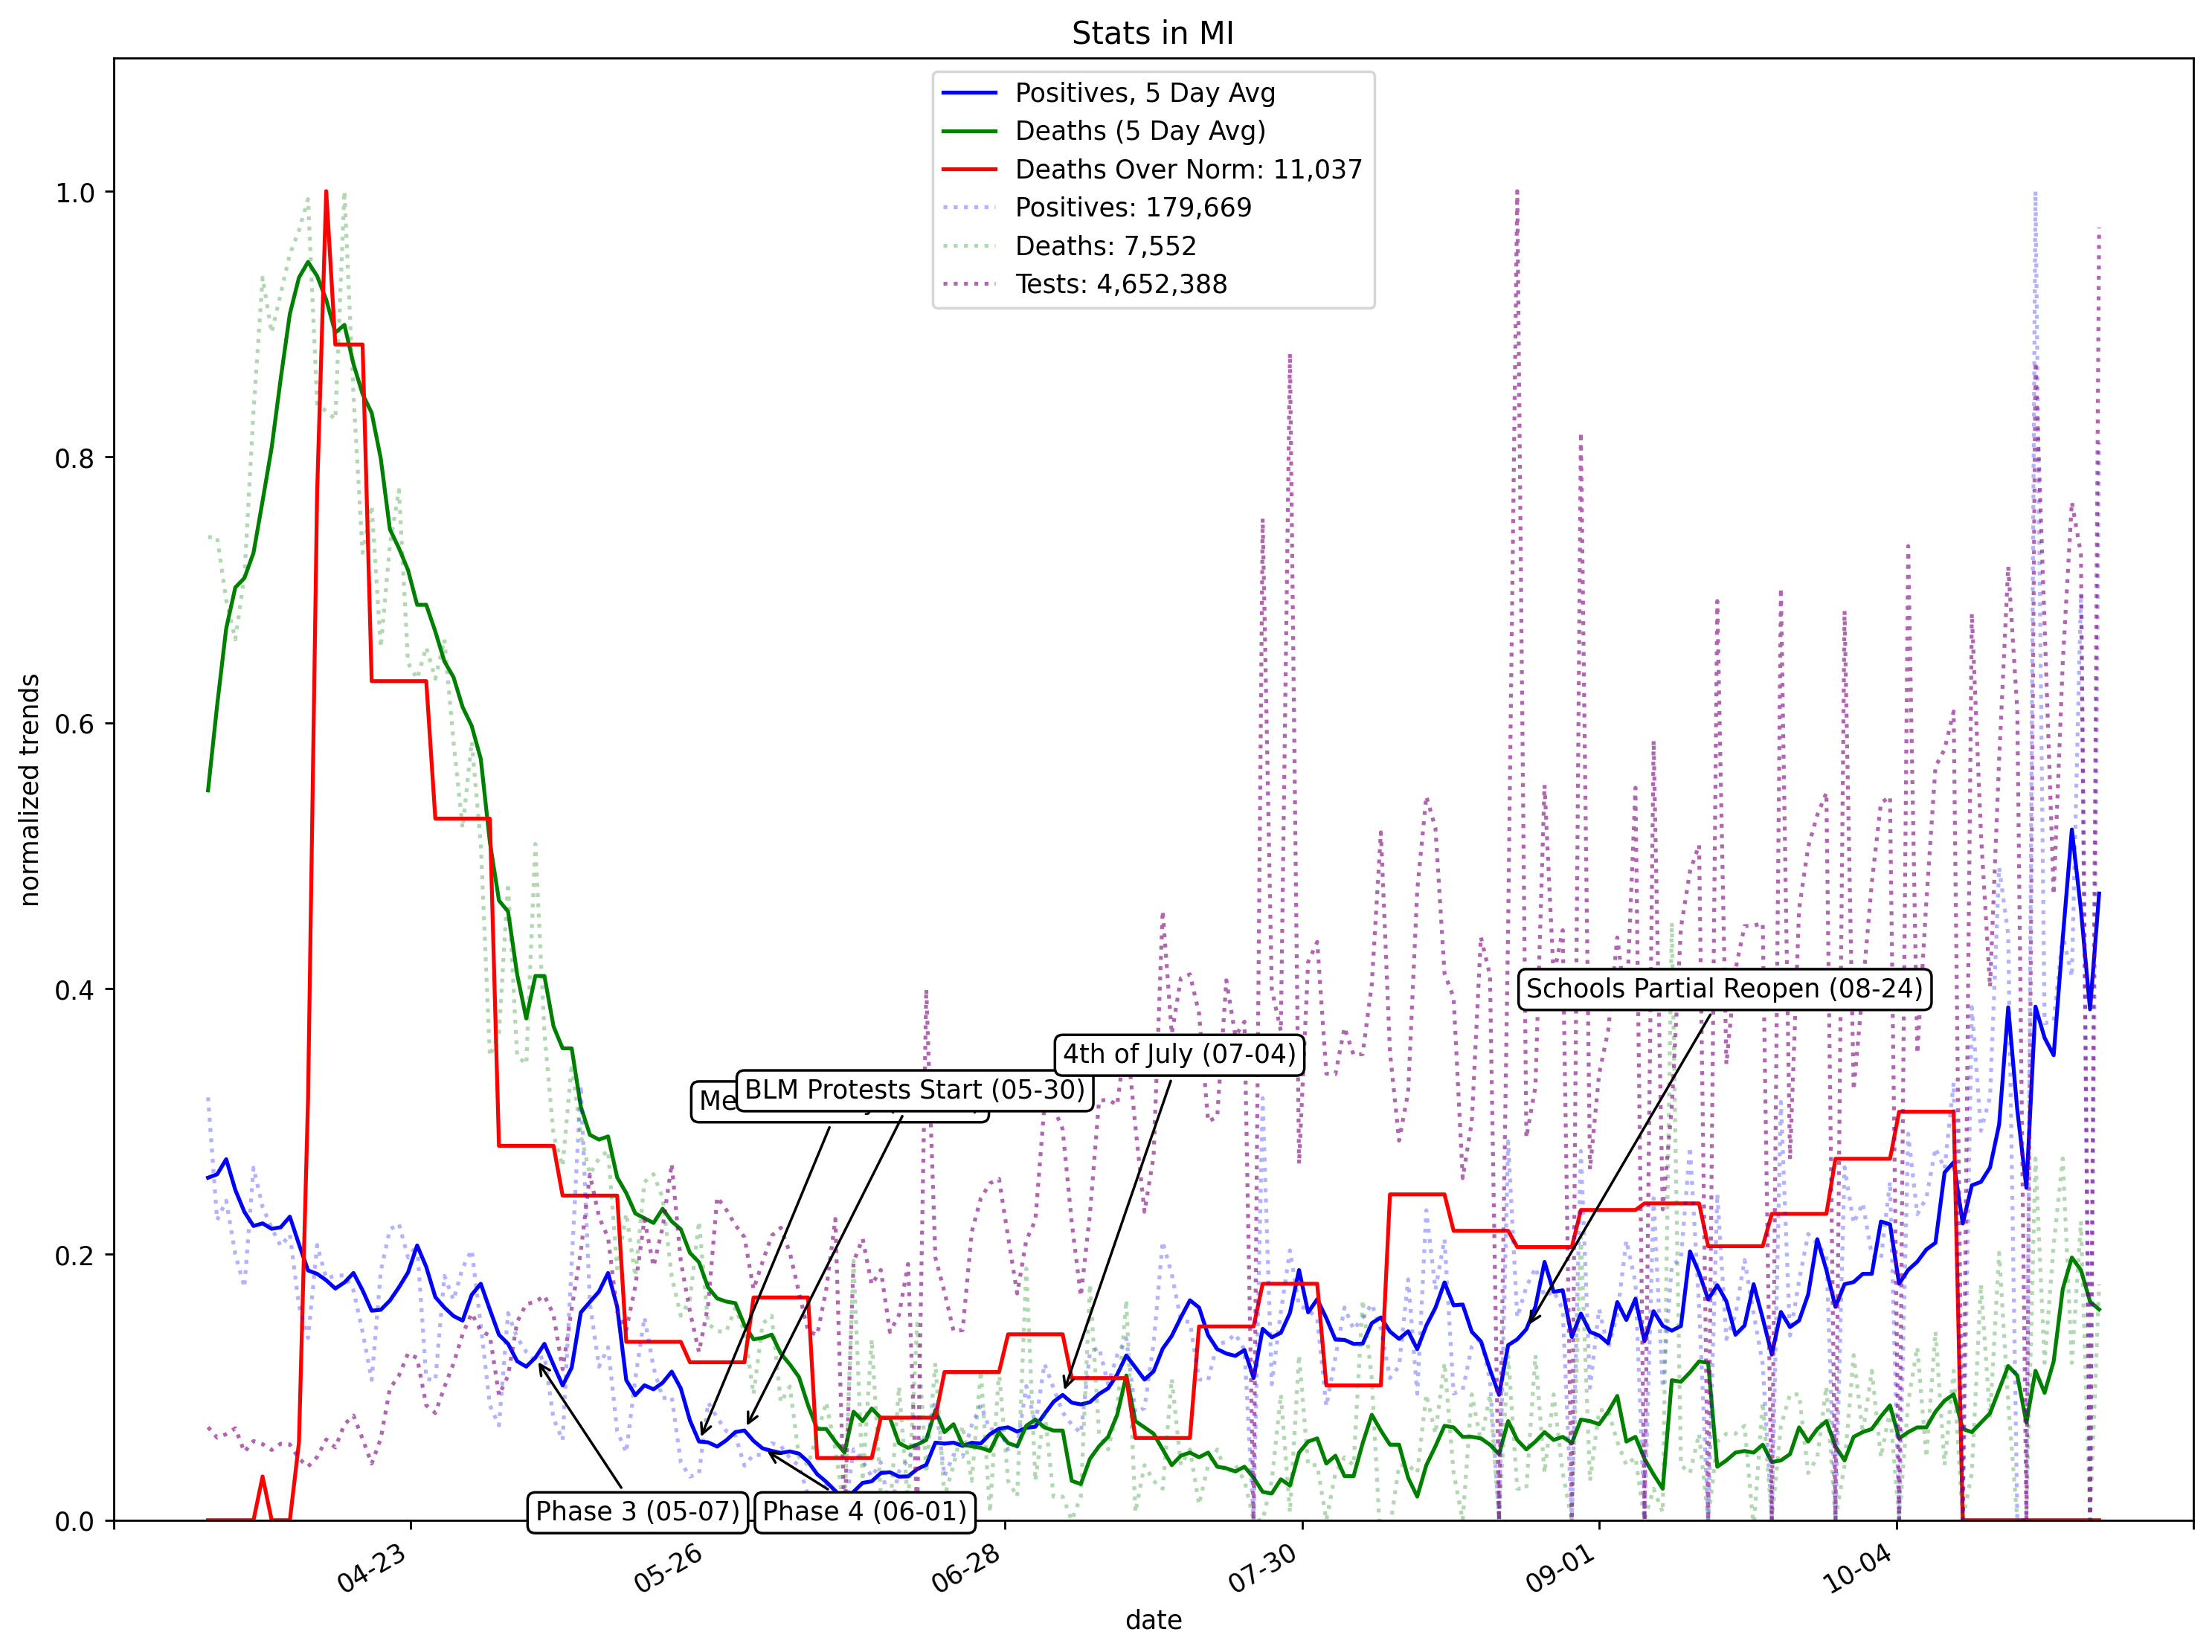 Stats in MI
Positives, 5 Day Avg
Deaths (5 Day Avg)
Deaths Over Norm: 11,037
Positives: 179,669
Deaths: 7,552
Tests: 4,652,388
normalized trends
1.0
0.8
0.6
0.4
0.2
0.0
Schools Partial Reopen (08-24)
4th of July (07-04)
BLM Protests Start (05-30)
Phase 3 (05-07)
Phase 4 (06-01)
04-23
05-26
06-28
07-30
09-01
10-04
date